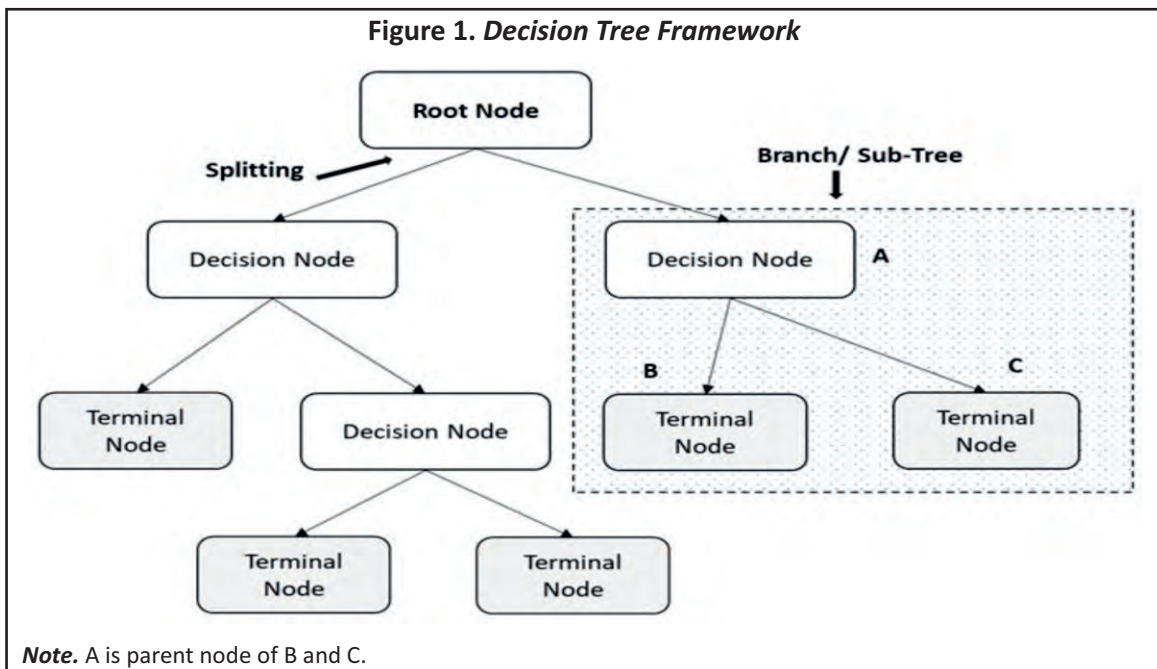 Figure 1. Decision Tree Framework
Root Node
Splitting
Branch/ Sub-Tree
Decision Node
Decision Node
A
B
C
Terminal
Node
Decision Node
Terminal
Node
Terminal
Node
Terminal
Node
Terminal
Node
Note. A is parent node of B and C.